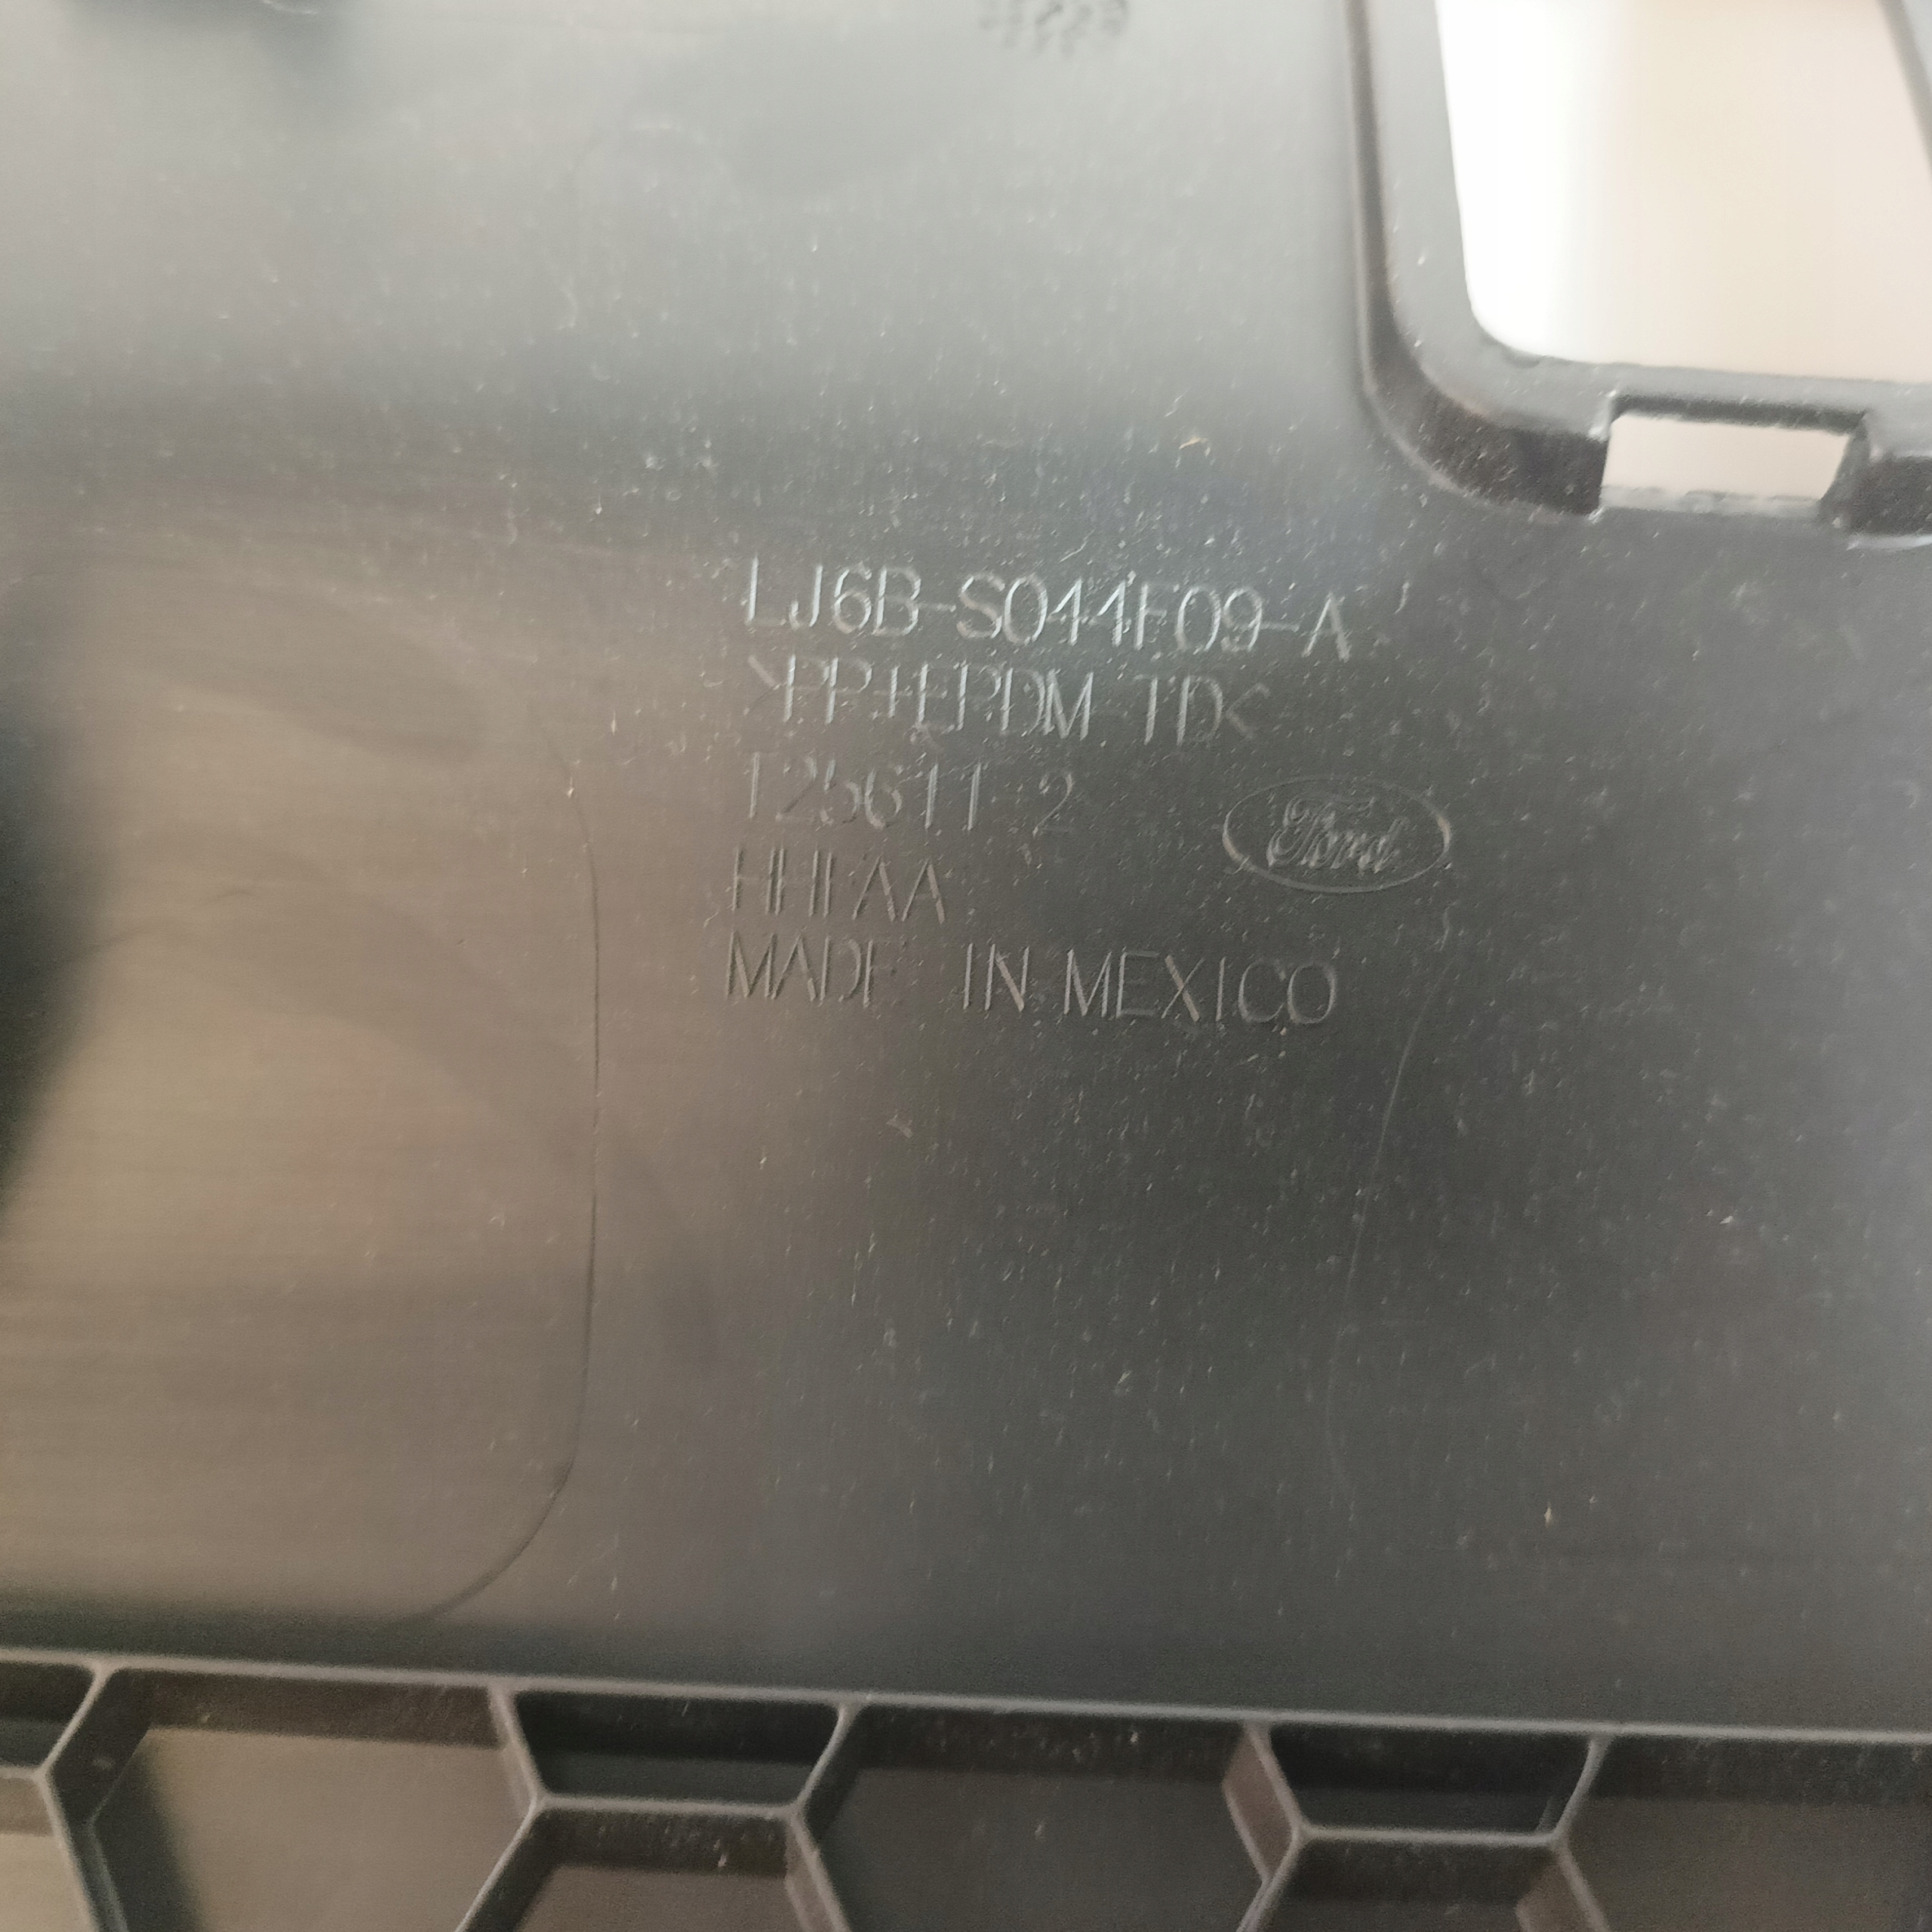 LJ6B-S044F09-A
>PP+EPDM-TD<
125611-2
Ford
HHFAA
MADE IN MEXICO